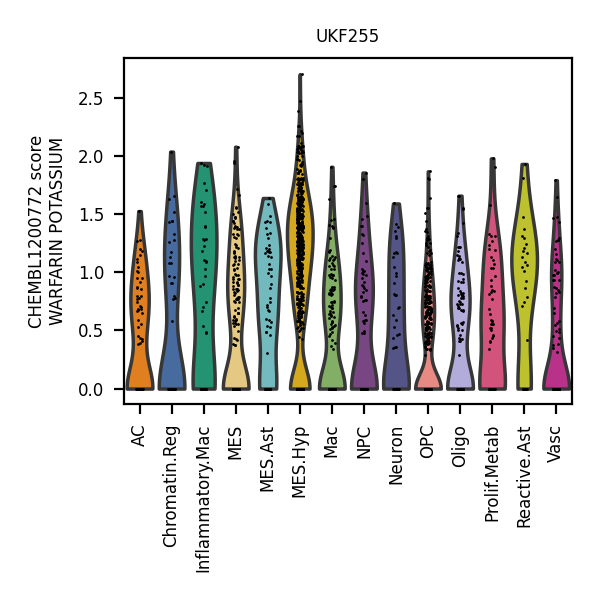 UKF255
CHEMBL1200772 score
WARFARIN POTASSIUM
2.5
2.0
1.5
1.0
0.5
0.0
AC
Chromatin.Reg
Inflammatory.Mac
MES
MES.Ast
MES.Hyp
Mac
NPC
Neuron
OPC
Oligo
Prolif.Metab
Reactive.Ast
Vasc